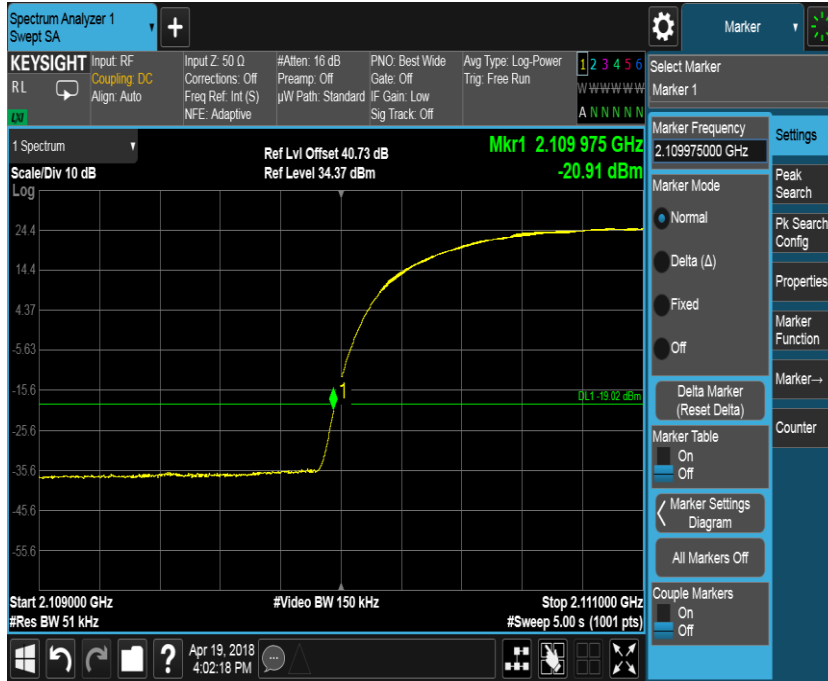 Spectrum Analyzer 1
Swept SA
+
Marker
KEYSIGHT
RL
LXI
Input: RF
Coupling: DC
Align: Auto
Input Z: 50 Ω
Corrections: Off
Freq Ref: Int (S)
NFE: Adaptive
#Atten: 16 dB
Preamp: Off
µW Path: Standard
PNO: Best Wide
Gate: Off
IF Gain: Low
Sig Track: Off
Avg Type: Log-Power
Trig: Free Run
1 2 3 4 5 6
W W W W W W
A N N N N N
Select Marker
Marker 1
1 Spectrum
Scale/Div 10 dB
Log
Ref Lvl Offset 40.73 dB
Ref Level 34.37 dBm
Mkr1 2.109 975 GHz
-20.91 dBm
24.4
14.4
4.37
-5.63
-15.6
-25.6
-35.6
-45.6
-55.6
1
DL1 -19.02 dBm
Start 2.109000 GHz
#Res BW 51 kHz
#Video BW 150 kHz
Stop 2.111000 GHz
#Sweep 5.00 s (1001 pts)
Marker Frequency
2.109975000 GHz
Marker Mode
Normal
Delta (Δ)
Fixed
Off
Delta Marker
(Reset Delta)
Marker Table
On
Off
Marker Settings
Diagram
All Markers Off
Couple Markers
On
Off
Settings
Peak
Search
Pk Search
Config
Properties
Marker
Function
Marker→
Counter
?
Apr 19, 2018
4:02:18 PM